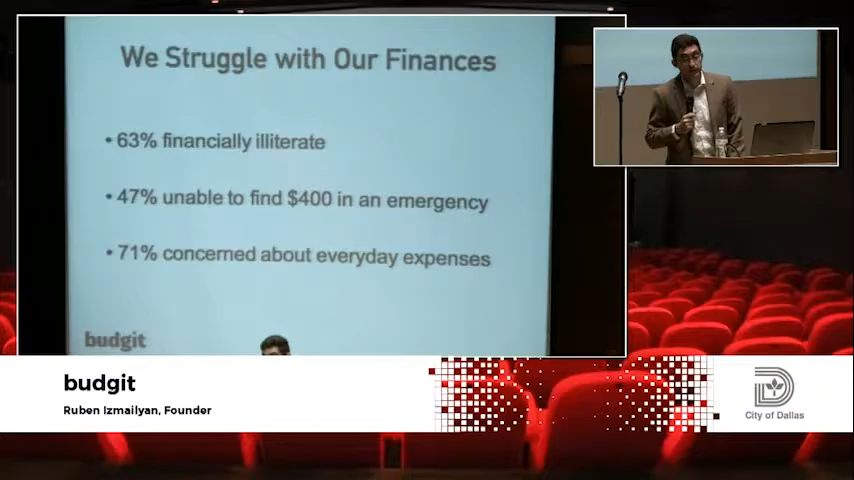 We Struggle with Our Finances
• 63% financially illiterate
• 47% unable to find $400 in an emergency
• 71% concerned about everyday expenses
budgit
budgit
Ruben Izmailyan, Founder
City of Dallas